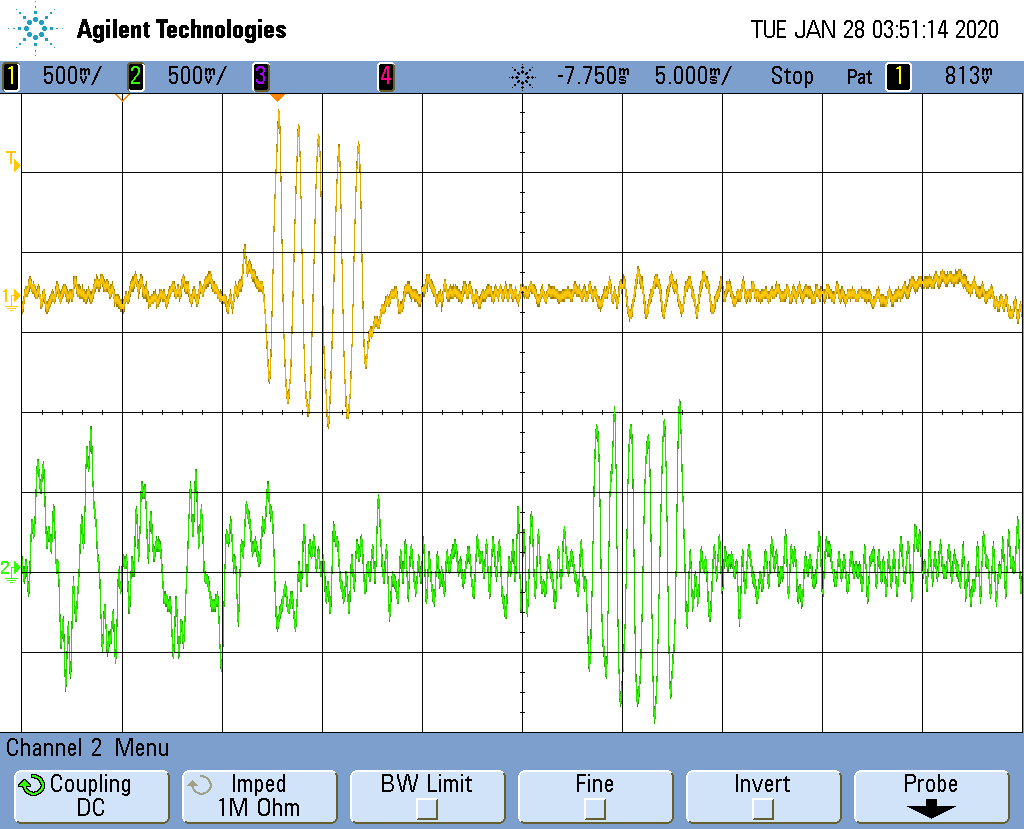 Agilent Technologies TUE JAN 28 03:51:14 2020
1 500mV/ 2 500mV/ 3 4 -7.750ms 5.000ms/ Stop Pat 1 813mV
T
1
2
Channel 2 Menu
Coupling Imped BW Limit Fine Invert Probe
DC 1M Ohm